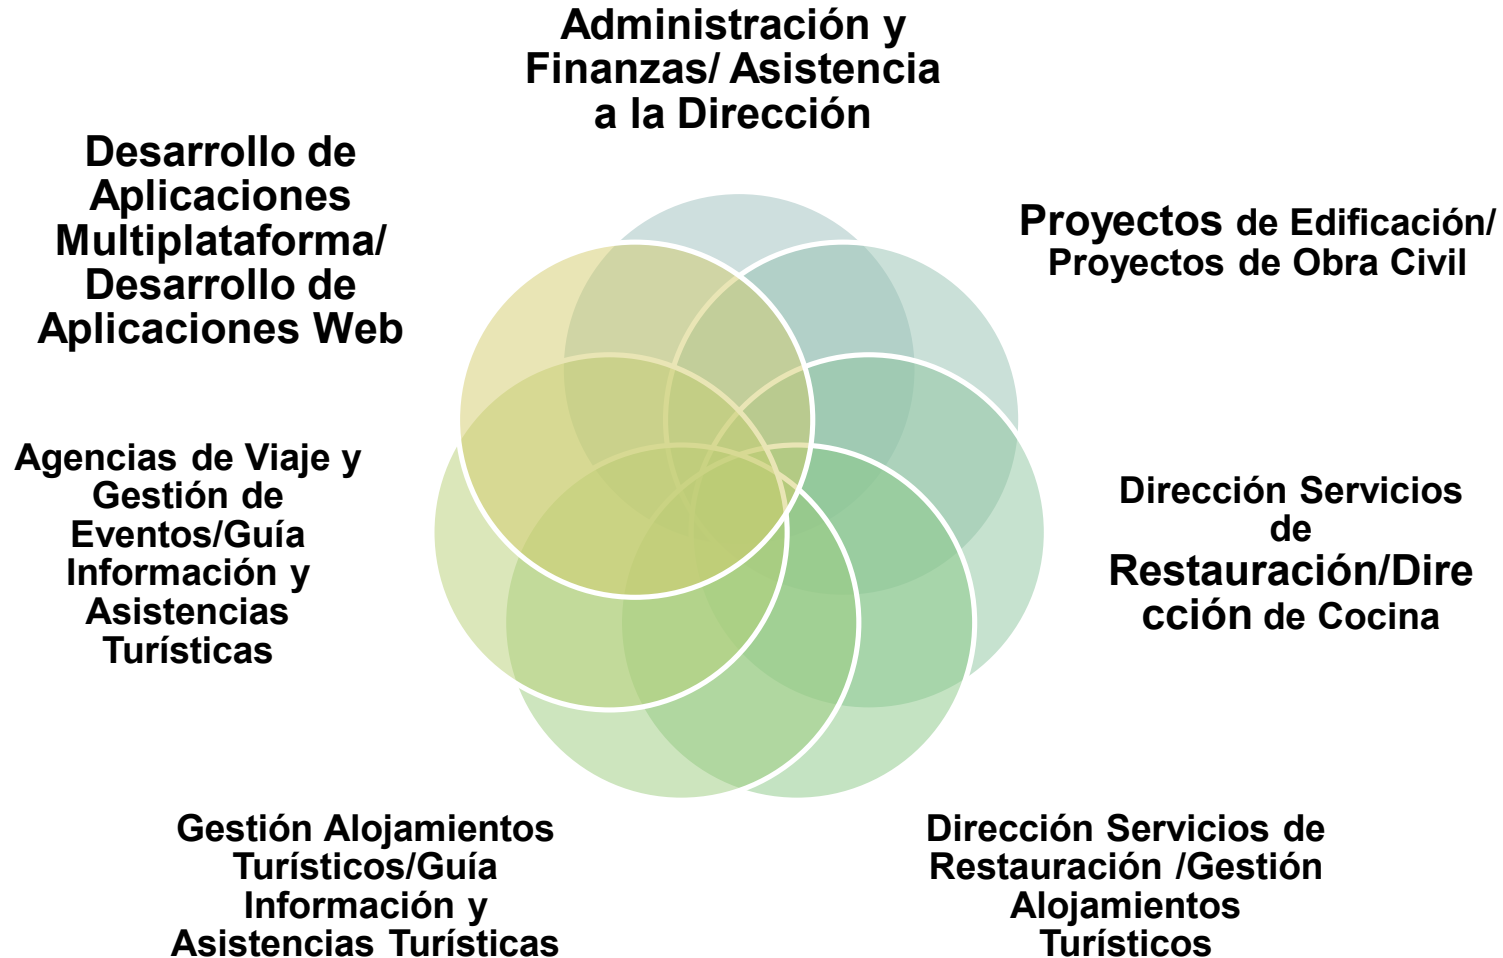 Administración y
Finanzas/ Asistencia
a la Dirección
Desarrollo de
Aplicaciones
Multiplataforma/
Desarrollo de
Aplicaciones Web
Proyectos de Edificación/
Proyectos de Obra Civil
Agencias de Viaje y
Gestión de
Eventos/Guía
Información y
Asistencias
Turísticas
Dirección Servicios
de
Restauración/Dire
cción de Cocina
Gestión Alojamientos
Turísticos/Guía
Información y
Asistencias Turísticas
Dirección Servicios de
Restauración /Gestión
Alojamientos
Turísticos